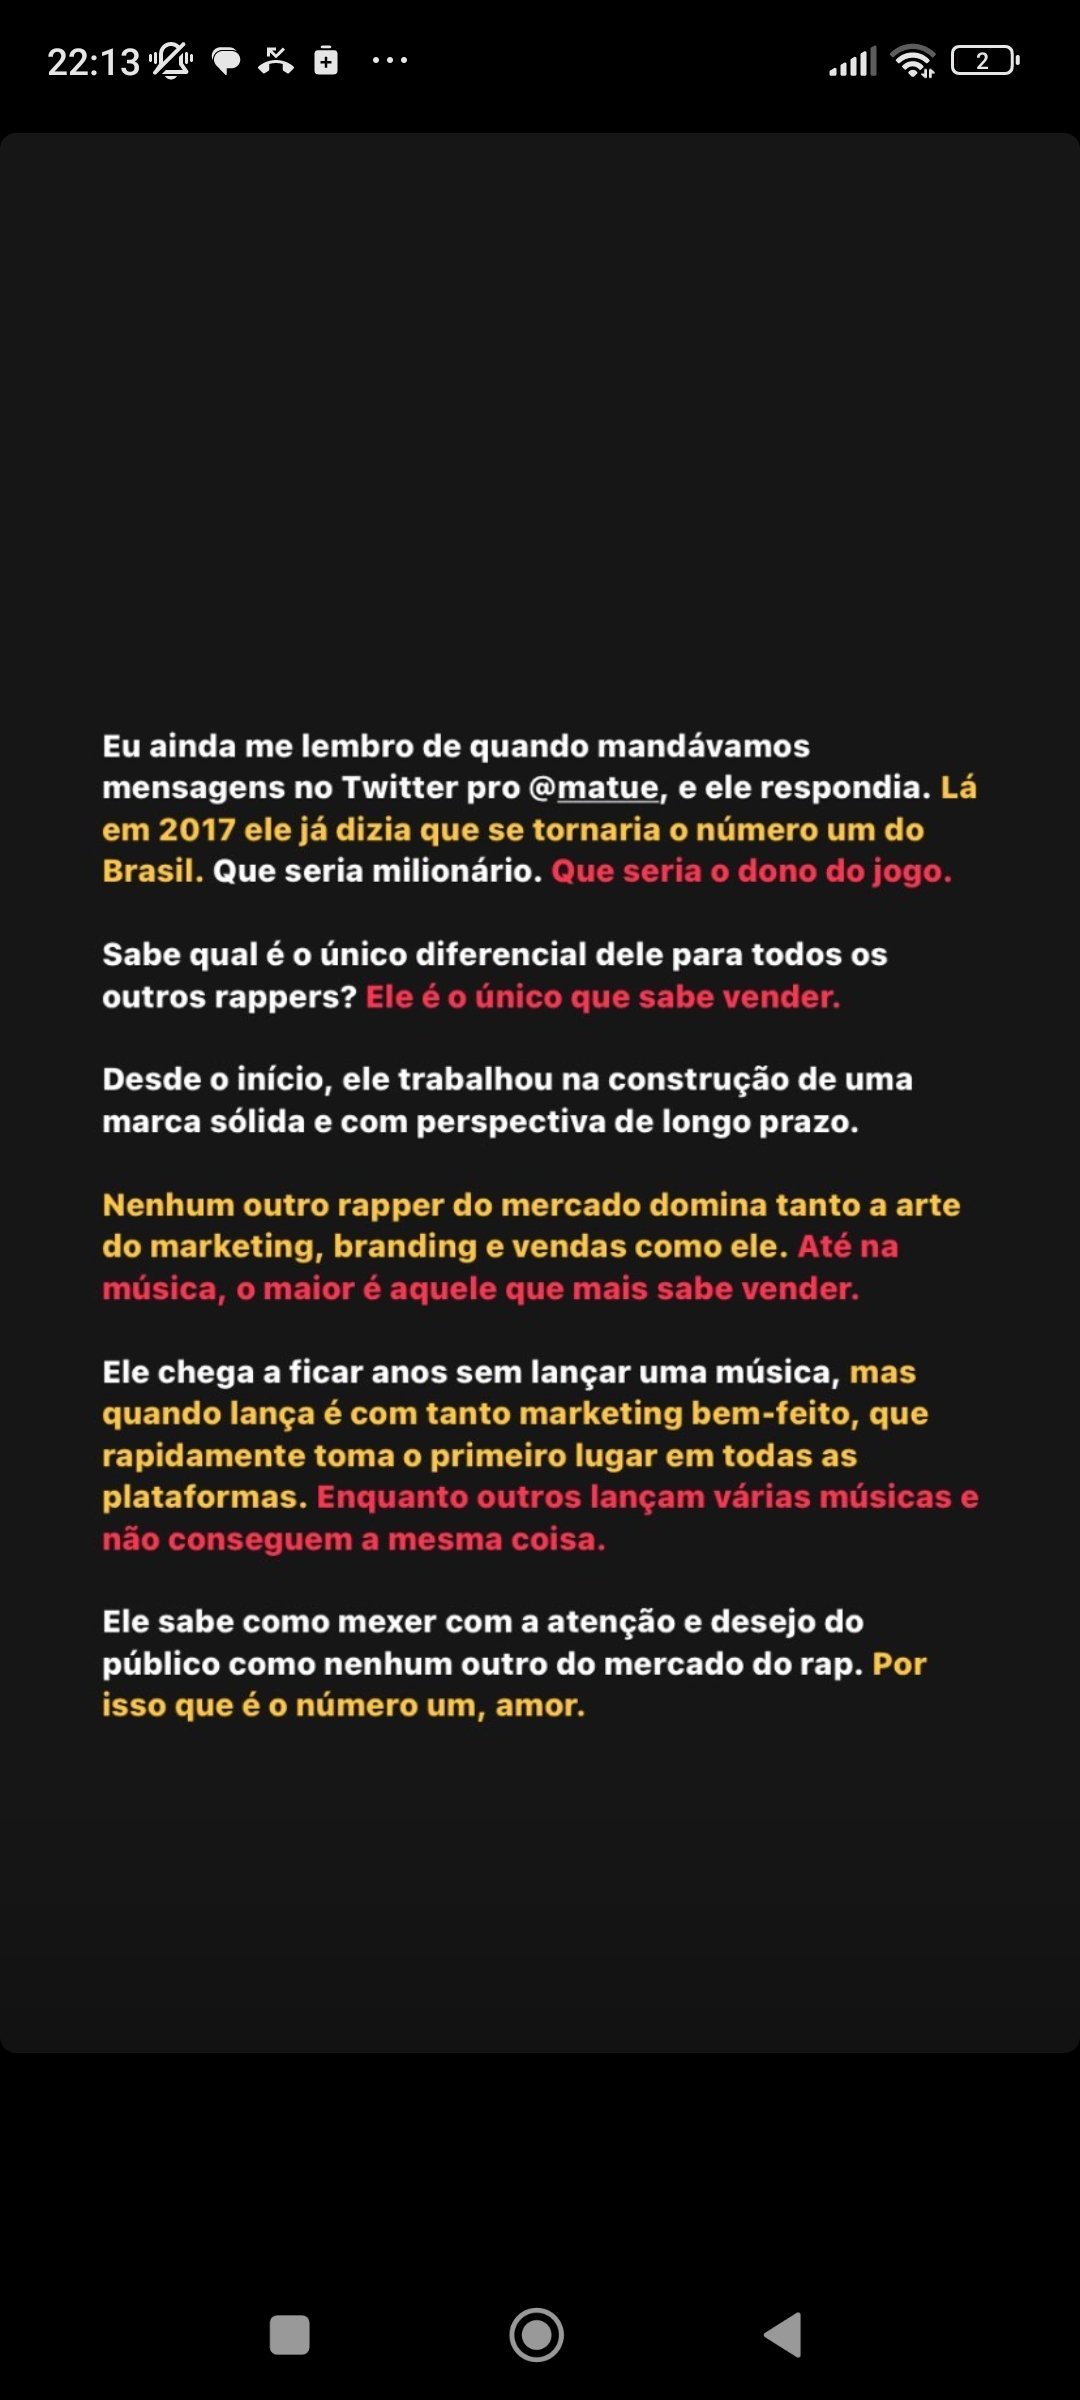 22:13
2
Eu ainda me lembro de quando mandávamos
mensagens no Twitter pro @matue, e ele respondia. Lá
em 2017 ele já dizia que se tornaria o número um do
Brasil. Que seria milionário. Que seria o dono do jogo.
Sabe qual é o único diferencial dele para todos os
outros rappers? Ele é o único que sabe vender.
Desde o início, ele trabalhou na construção de uma
marca sólida e com perspectiva de longo prazo.
Nenhum outro rapper do mercado domina tanto a arte
do marketing, branding e vendas como ele. Até na
música, o maior é aquele que mais sabe vender.
Ele chega a ficar anos sem lançar uma música, mas
quando lança é com tanto marketing bem-feito, que
rapidamente toma o primeiro lugar em todas as
plataformas. Enquanto outros lançam várias músicas e
não conseguem a mesma coisa.
Ele sabe como mexer com a atenção e desejo do
público como nenhum outro do mercado do rap. Por
isso que é o número um, amor.